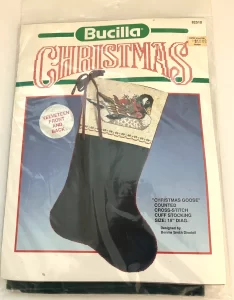 Bucilla
CHRISTMAS
VELVETEEN
FRONT
AND
BACK
"CHRISTMAS GOOSE"
COUNTED
CROSS-STITCH
CUFF STOCKING
SIZE: 18" DIAG.
Designed by